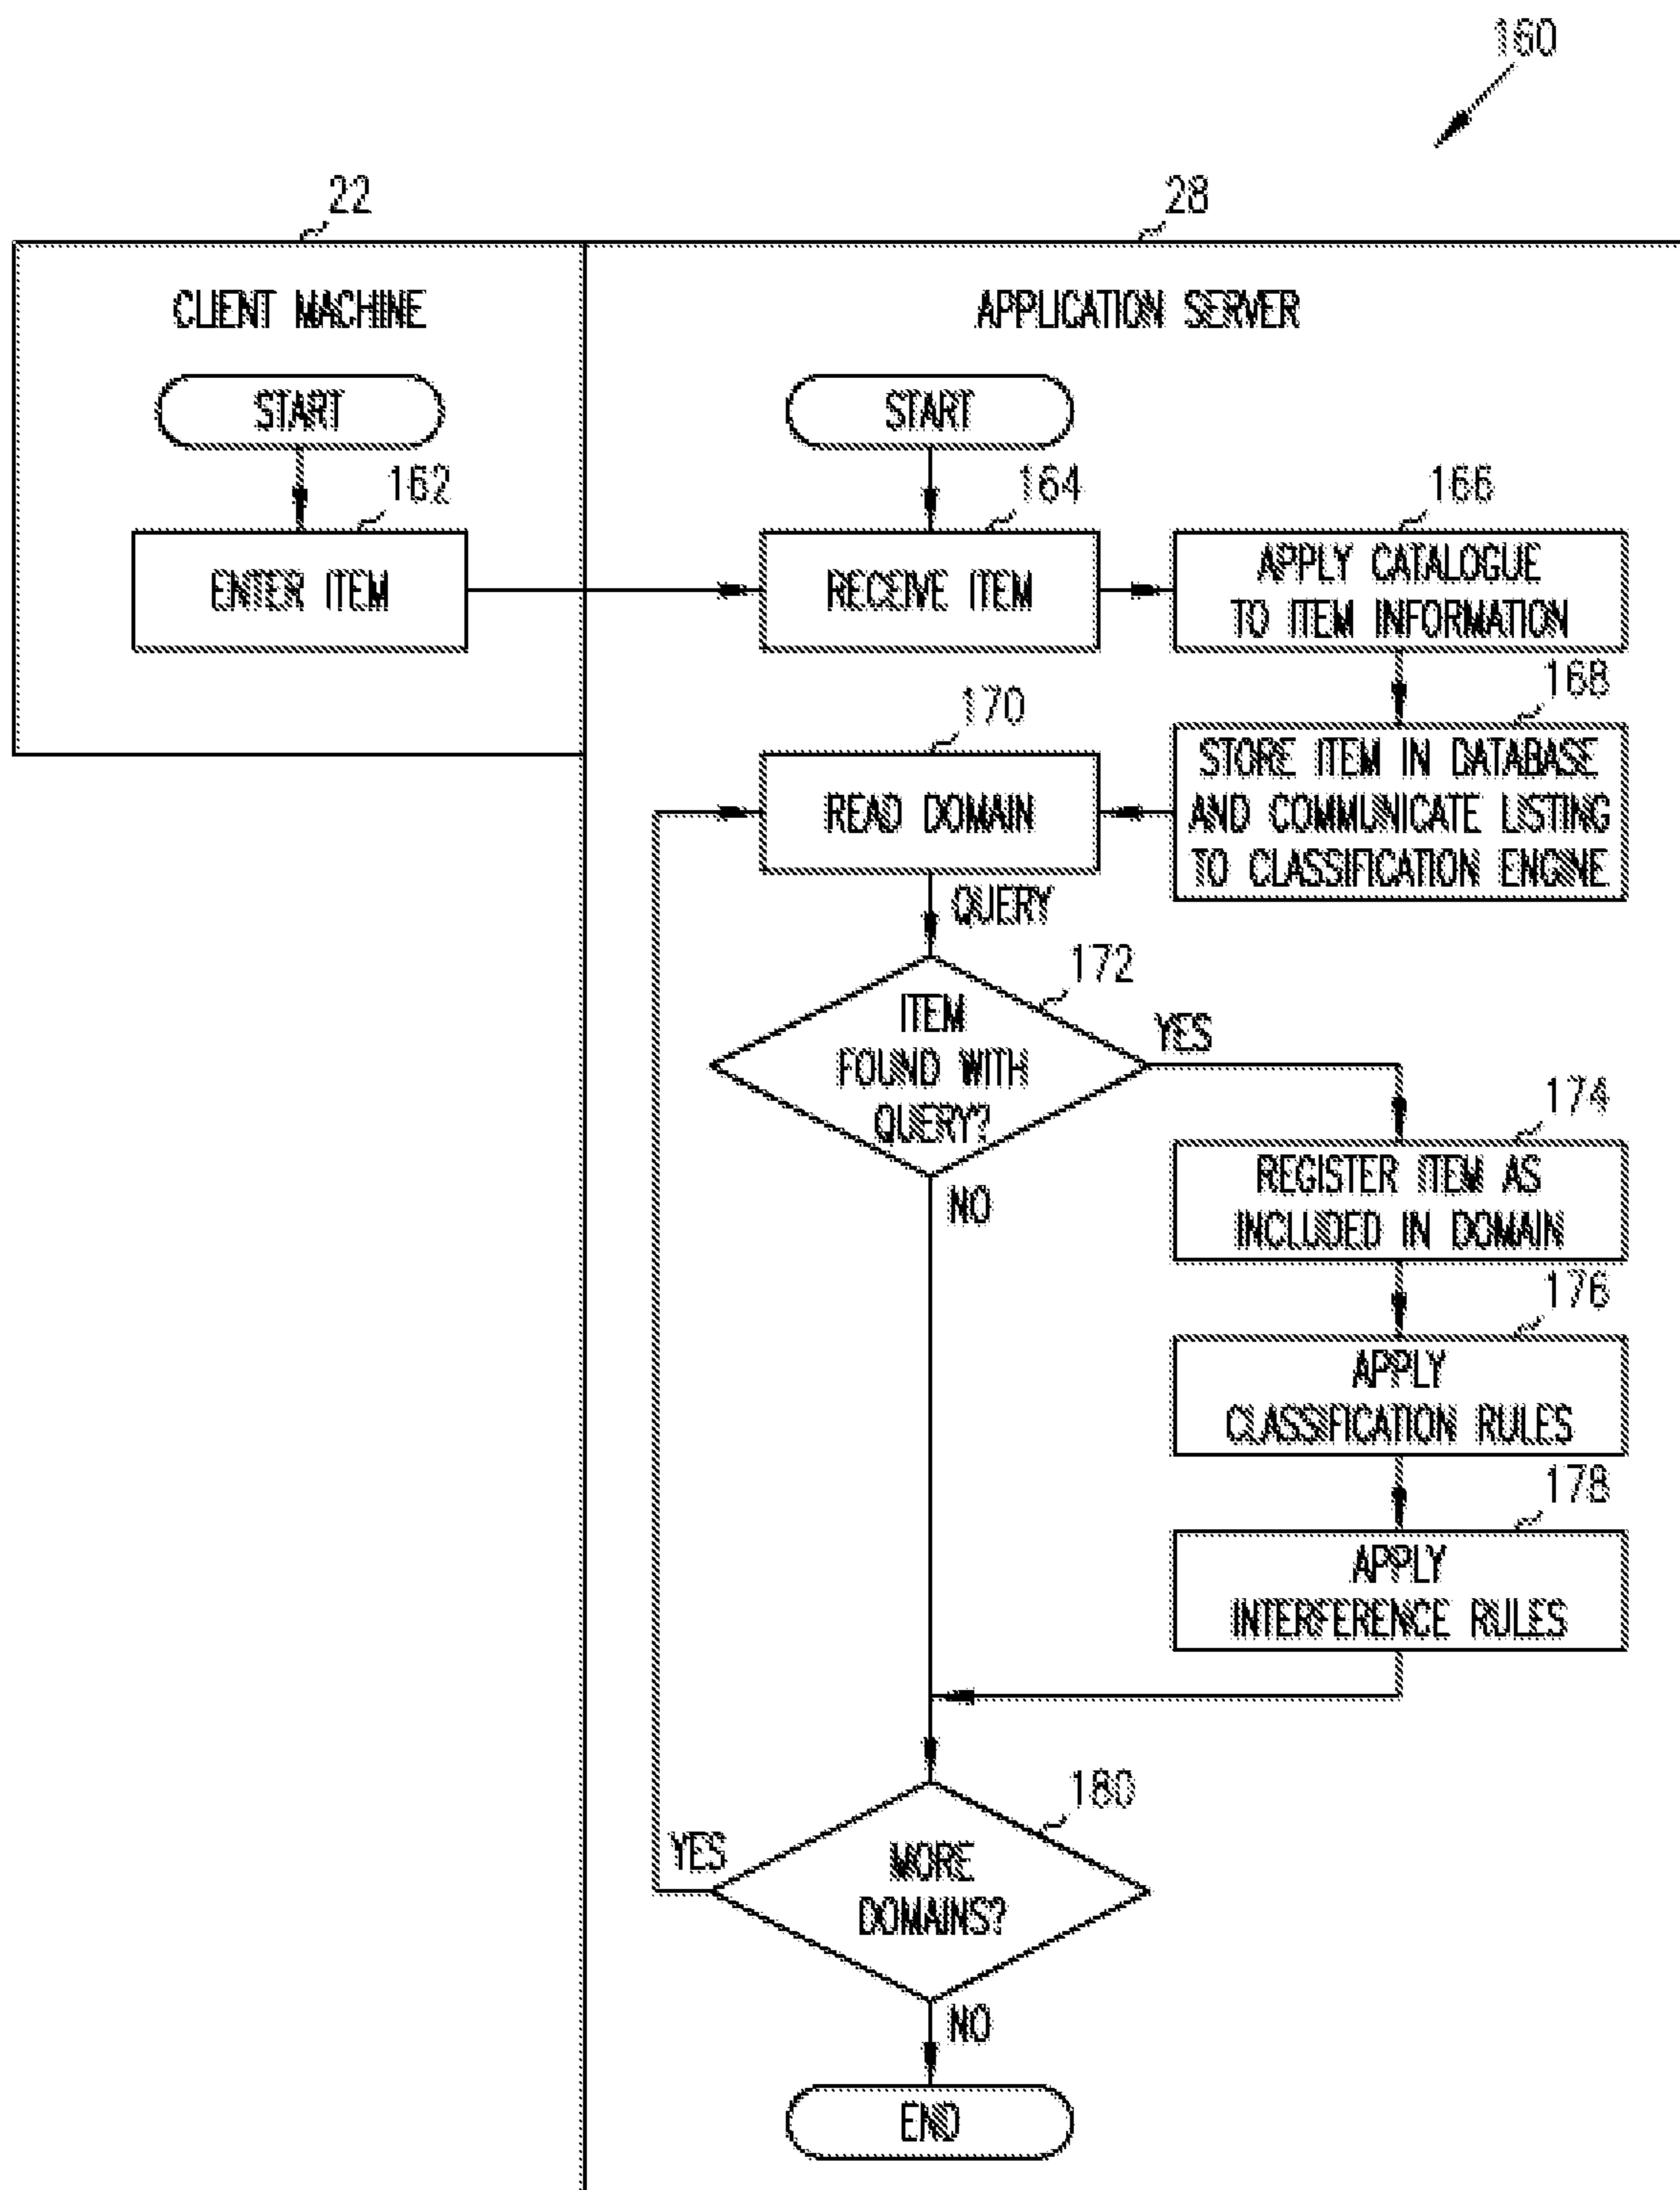 160
22
28
CLIENT MACHINE
APPLICATION SERVER
START
START
162
164
166
ENTER ITEM
RECEIVE ITEM
APPLY CATALOGUE
TO ITEM INFORMATION
168
170
STORE ITEM IN DATABASE
AND COMMUNICATE LISTING
TO CLASSIFICATION ENGINE
READ DOMAIN
QUERY
172
ITEM
FOUND WITH
QUERY?
YES
NO
174
REGISTER ITEM AS
INCLUDED IN DOMAIN
176
APPLY
CLASSIFICATION RULES
178
APPLY
INTERFERENCE RULES
180
YES
MORE
DOMAINS?
NO
END